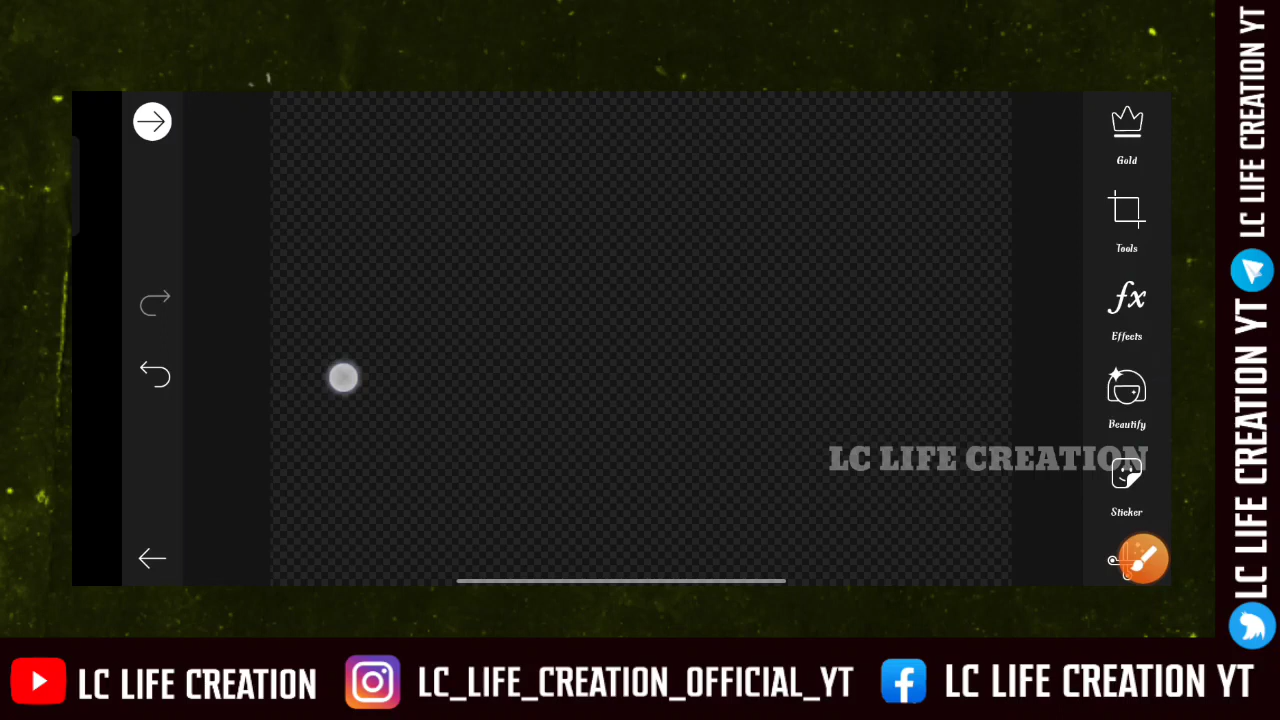 Gold
Tools
fx
Effects
Beautify
LC LIFE CREATION
Sticker
LC LIFE CREATION
LC_LIFE_CREATION_OFFICIAL_YT
LC LIFE CREATION YT
LC LIFE CREATION YT
LC LIFE CREATION YT